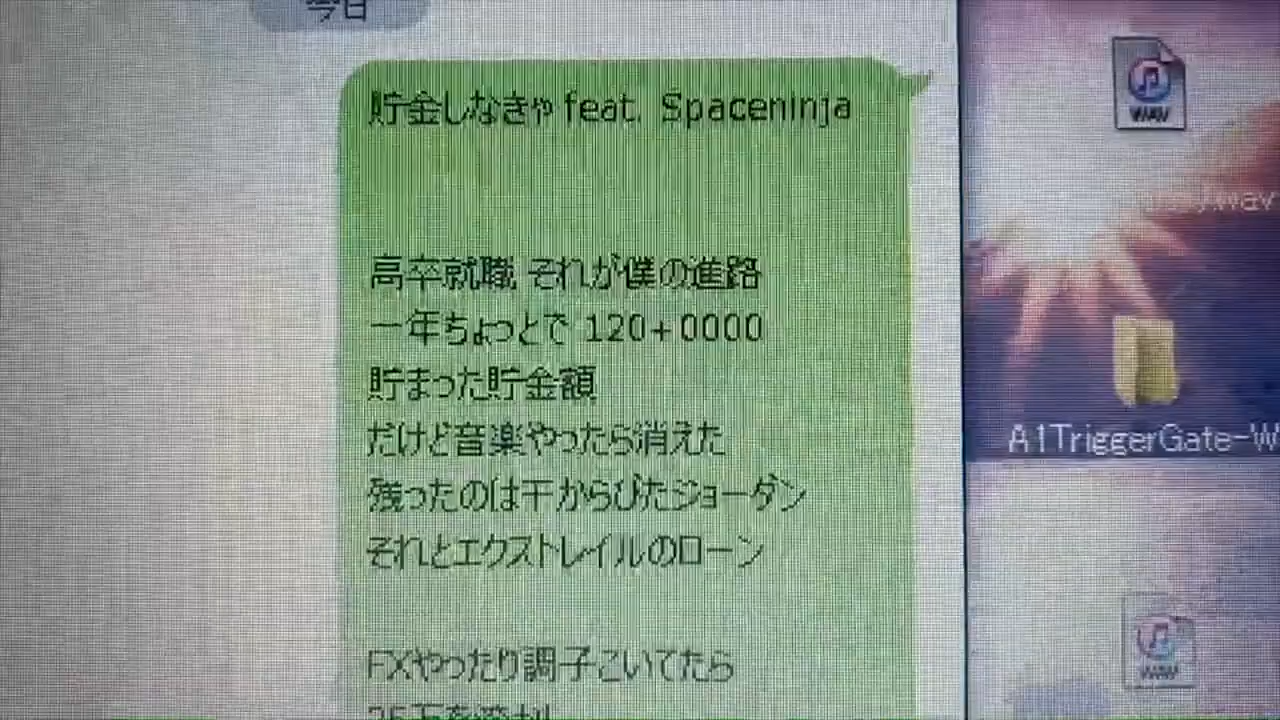 今日
貯金しなきゃ feat. Spaceninja
高卒就職 それが僕の進路
一年ちょっとで 120+0000
貯まった貯金額
だけど音楽やったら消えた
残ったのは干からびたジョーダン
それとエクストレイルのローン
FXやったり調子こいてたら
WAV
A1TriggerGate-W
WAV